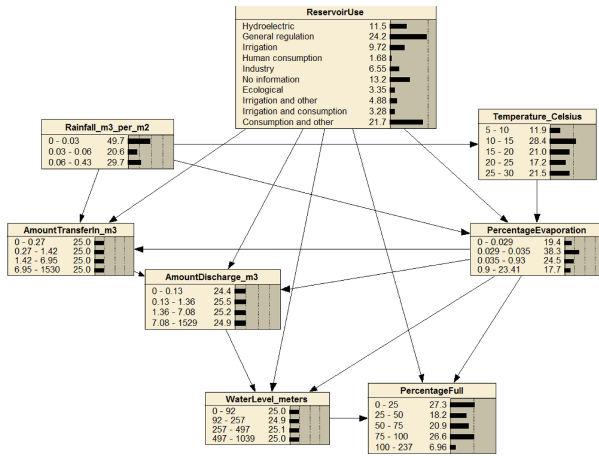 ReservoirUse
Hydroelectric 11.5
General regulation 24.2
Irrigation 9.72
Human consumption 1.68
Industry 6.55
No information 13.2
Ecological 3.35
Irrigation and other 4.88
Irrigation and consumption 3.28
Consumption and other 21.7
Rainfall_m3_per_m2
0 - 0.03 49.7
0.03 - 0.06 20.6
0.06 - 0.43 29.7
Temperature_Celsius
5 - 10 11.9
10 - 15 28.4
15 - 20 21.0
20 - 25 17.2
25 - 30 21.5
AmountTransferIn_m3
0 - 0.27 25.0
0.27 - 1.42 25.0
1.42 - 6.95 25.0
6.95 - 1530 25.0
PercentageEvaporation
0 - 0.029 19.4
0.029 - 0.035 38.3
0.035 - 0.93 24.5
0.9 - 23.41 17.7
AmountDischarge_m3
0 - 0.13 24.4
0.13 - 1.36 25.5
1.36 - 7.08 25.2
7.08 - 1529 24.9
WaterLevel_meters
0 - 92 25.0
92 - 257 24.9
257 - 497 25.1
497 - 1039 25.0
PercentageFull
0 - 25 27.3
25 - 50 18.2
50 - 75 20.9
75 - 100 26.6
100 - 237 6.96